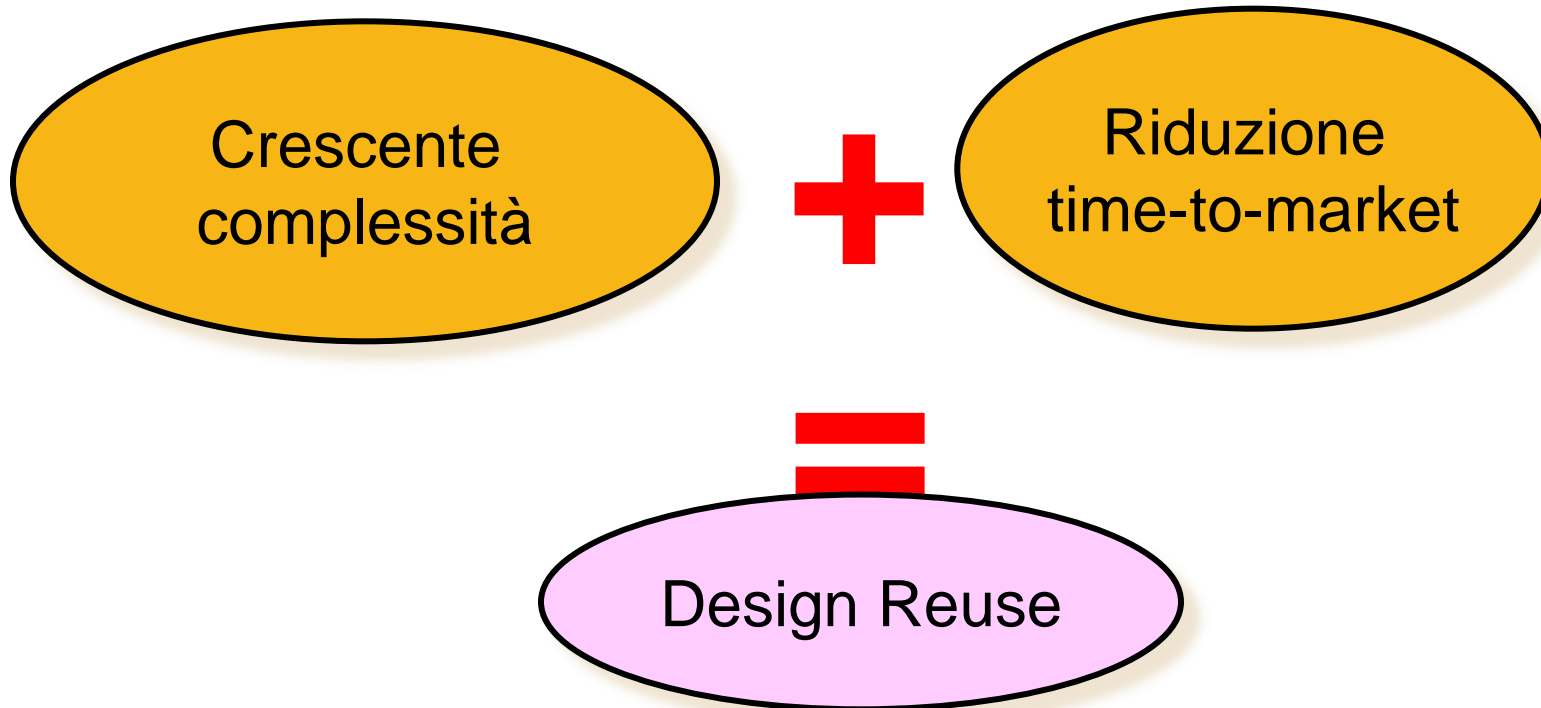 Crescente
complessità
+
Riduzione
time-to-market
=
Design Reuse